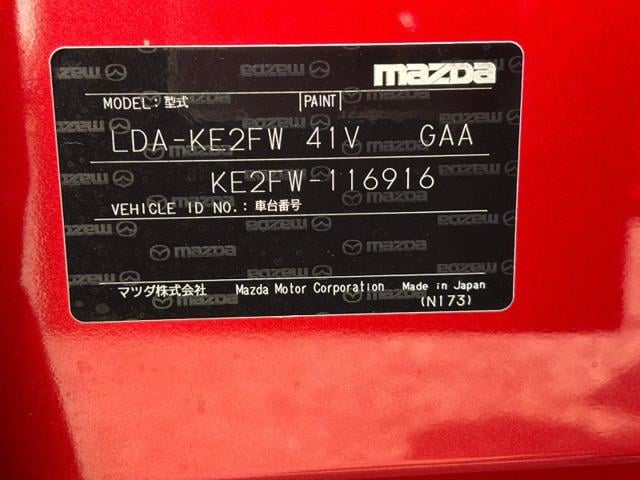 mazda
MODEL:型式 PAINT
LDA-KE2FW 41V GAA
KE2FW-116916
VEHICLE ID NO.:車台番号
マツダ株式会社 Mazda Motor Corporation Made in Japan
(N173)